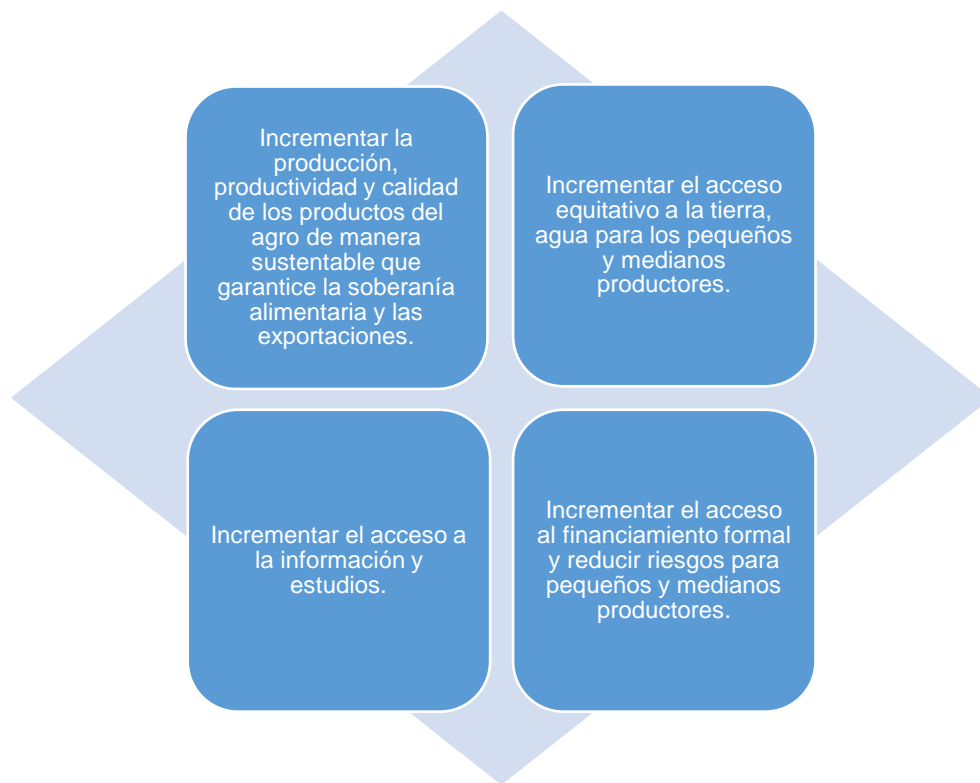 Incrementar la
producción,
productividad y calidad
de los productos del
agro de manera
sustentable que
garantice la soberanía
alimentaria y las
exportaciones.
Incrementar el acceso
equitativo a la tierra,
agua para los pequeños
y medianos
productores.
Incrementar el acceso a
la información y
estudios.
Incrementar el acceso
al financiamiento formal
y reducir riesgos para
pequeños y medianos
productores.